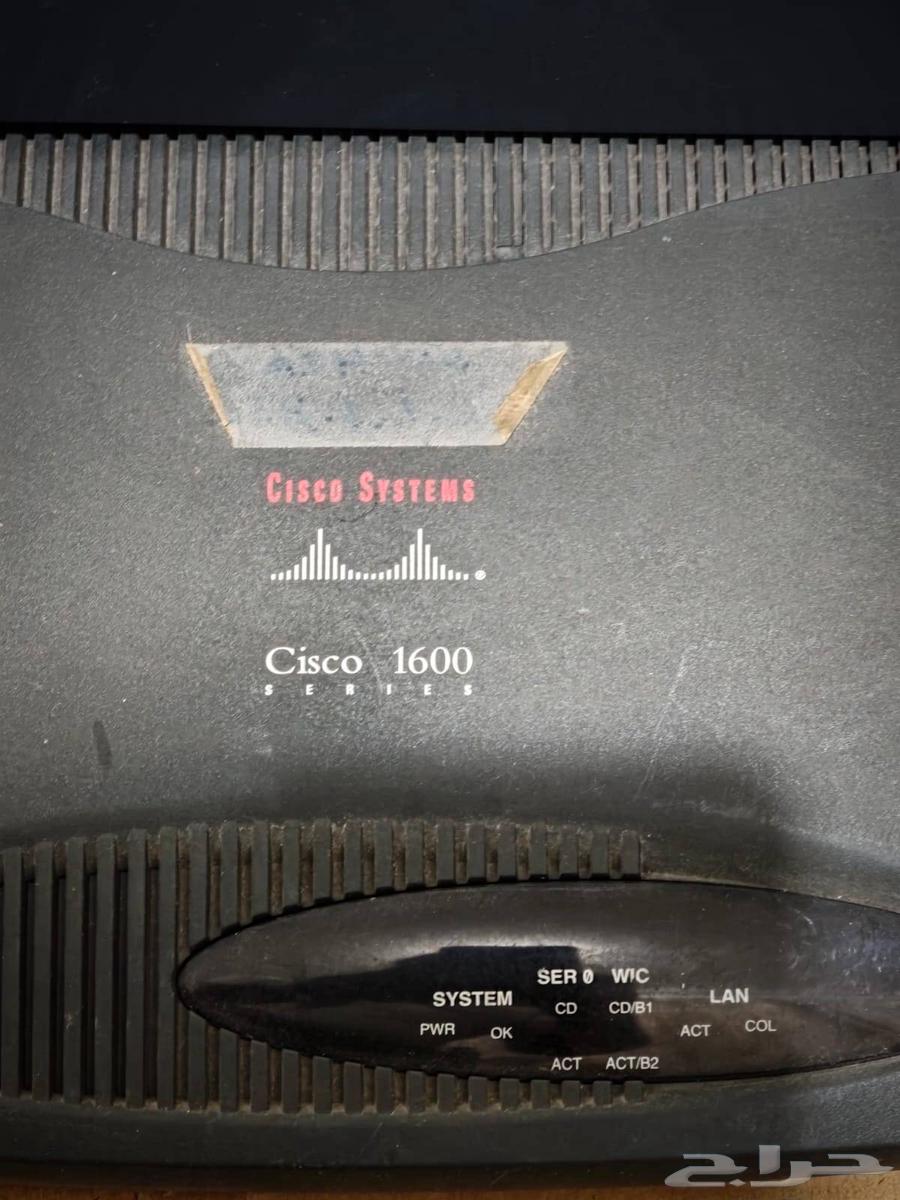 CISCO SYSTEMS
®
Cisco 1600
SERIES
SER 0 WIC
SYSTEM LAN
CD CD/B1
PWR OK ACT COL
ACT ACT/B2
حراج